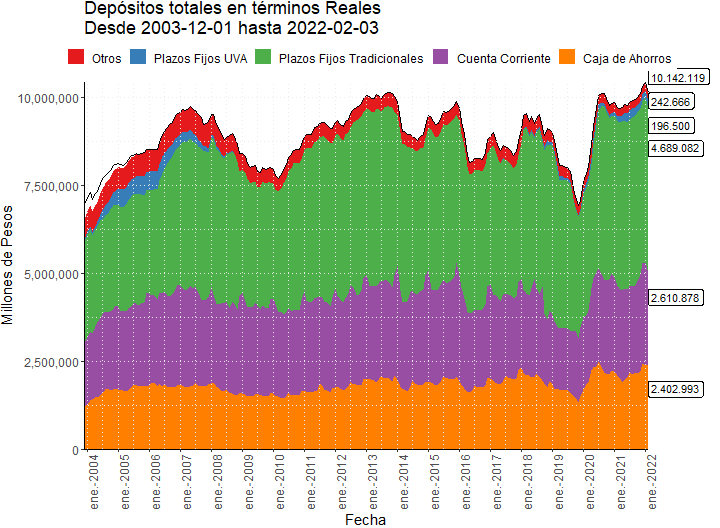 Depósitos totales en términos Reales
Desde 2003-12-01 hasta 2022-02-03
Otros
Plazos Fijos UVA
Plazos Fijos Tradicionales
Cuenta Corriente
Caja de Ahorros
Millones de Pesos
10,000,000
7,500,000
5,000,000
2,500,000
0
10.142.119
242.666
196.500
4.689.082
2.610.878
2.402.993
ene.-2004
ene.-2005
ene.-2006
ene.-2007
ene.-2008
ene.-2009
ene.-2010
ene.-2011
ene.-2012
ene.-2013
ene.-2014
ene.-2015
ene.-2016
ene.-2017
ene.-2018
ene.-2019
ene.-2020
ene.-2021
ene.-2022
Fecha